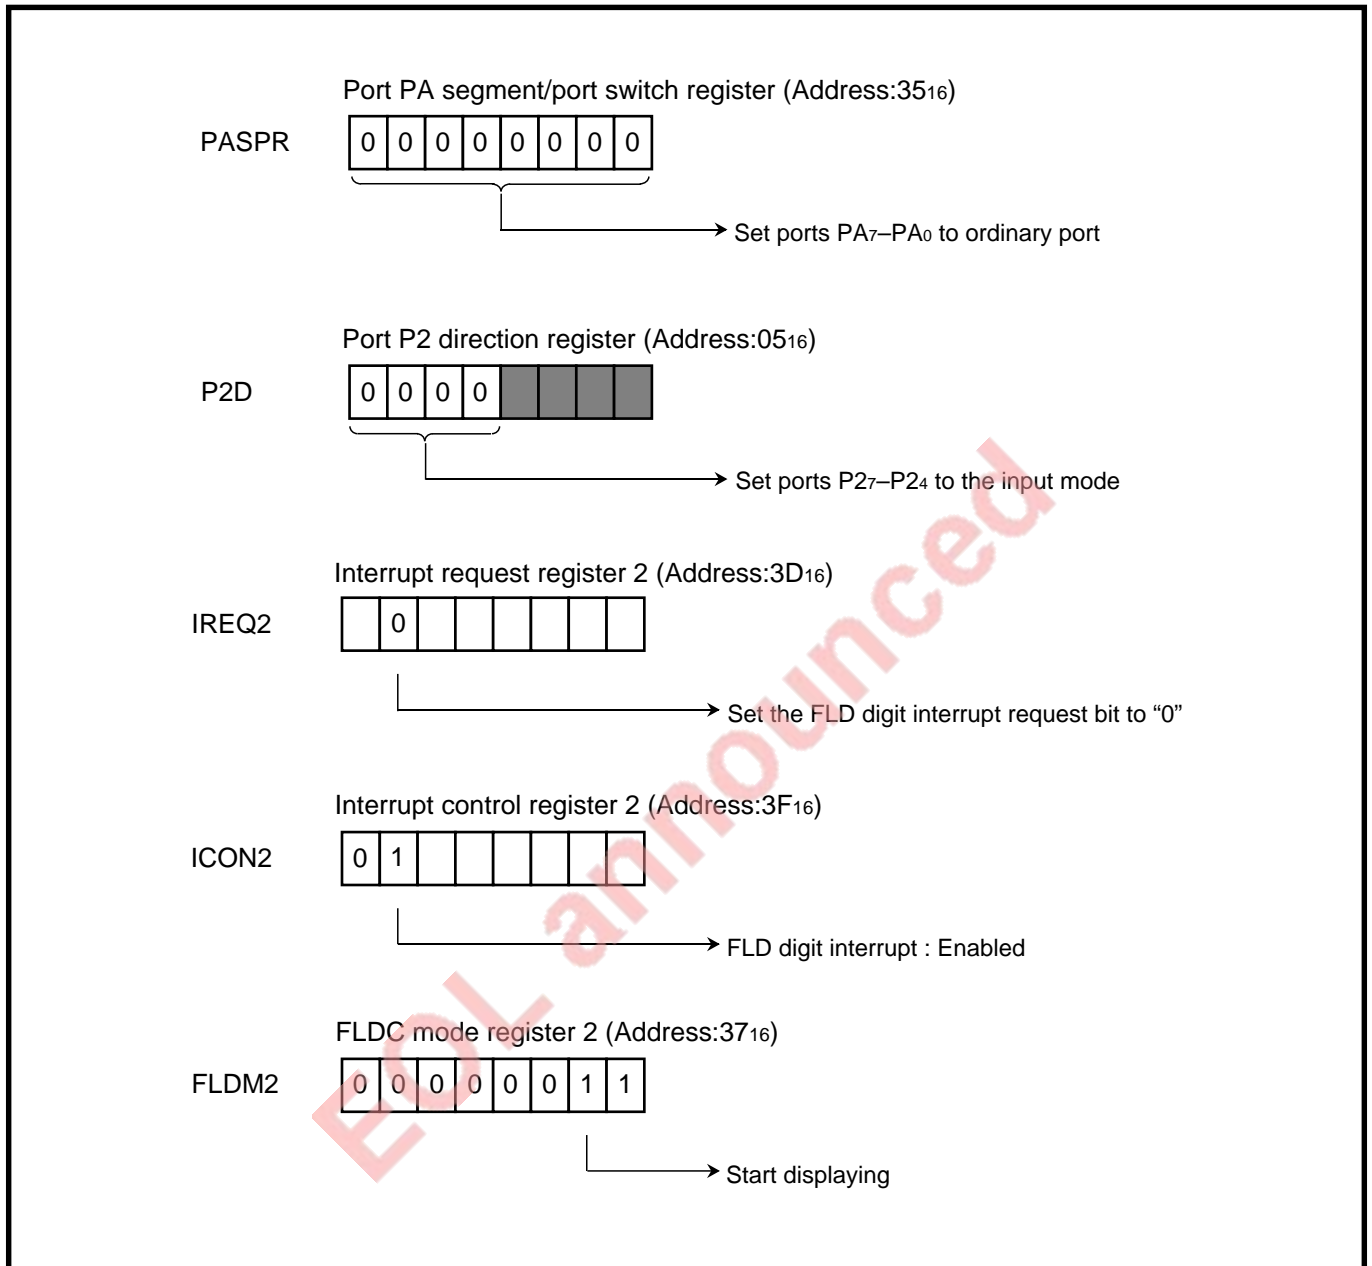 Port PA segment/port switch register (Address:3516)
PASPR 0 0 0 0 0 0 0 0
Set ports PA7–PA0 to ordinary port
Port P2 direction register (Address:0516)
P2D 0 0 0 0
Set ports P27–P24 to the input mode
Interrupt request register 2 (Address:3D16)
IREQ2 0
Set the FLD digit interrupt request bit to “0”
Interrupt control register 2 (Address:3F16)
ICON2 0 1
FLD digit interrupt : Enabled
FLDC mode register 2 (Address:3716)
FLDM2 0 0 0 0 0 0 1 1
Start displaying
EOL announced